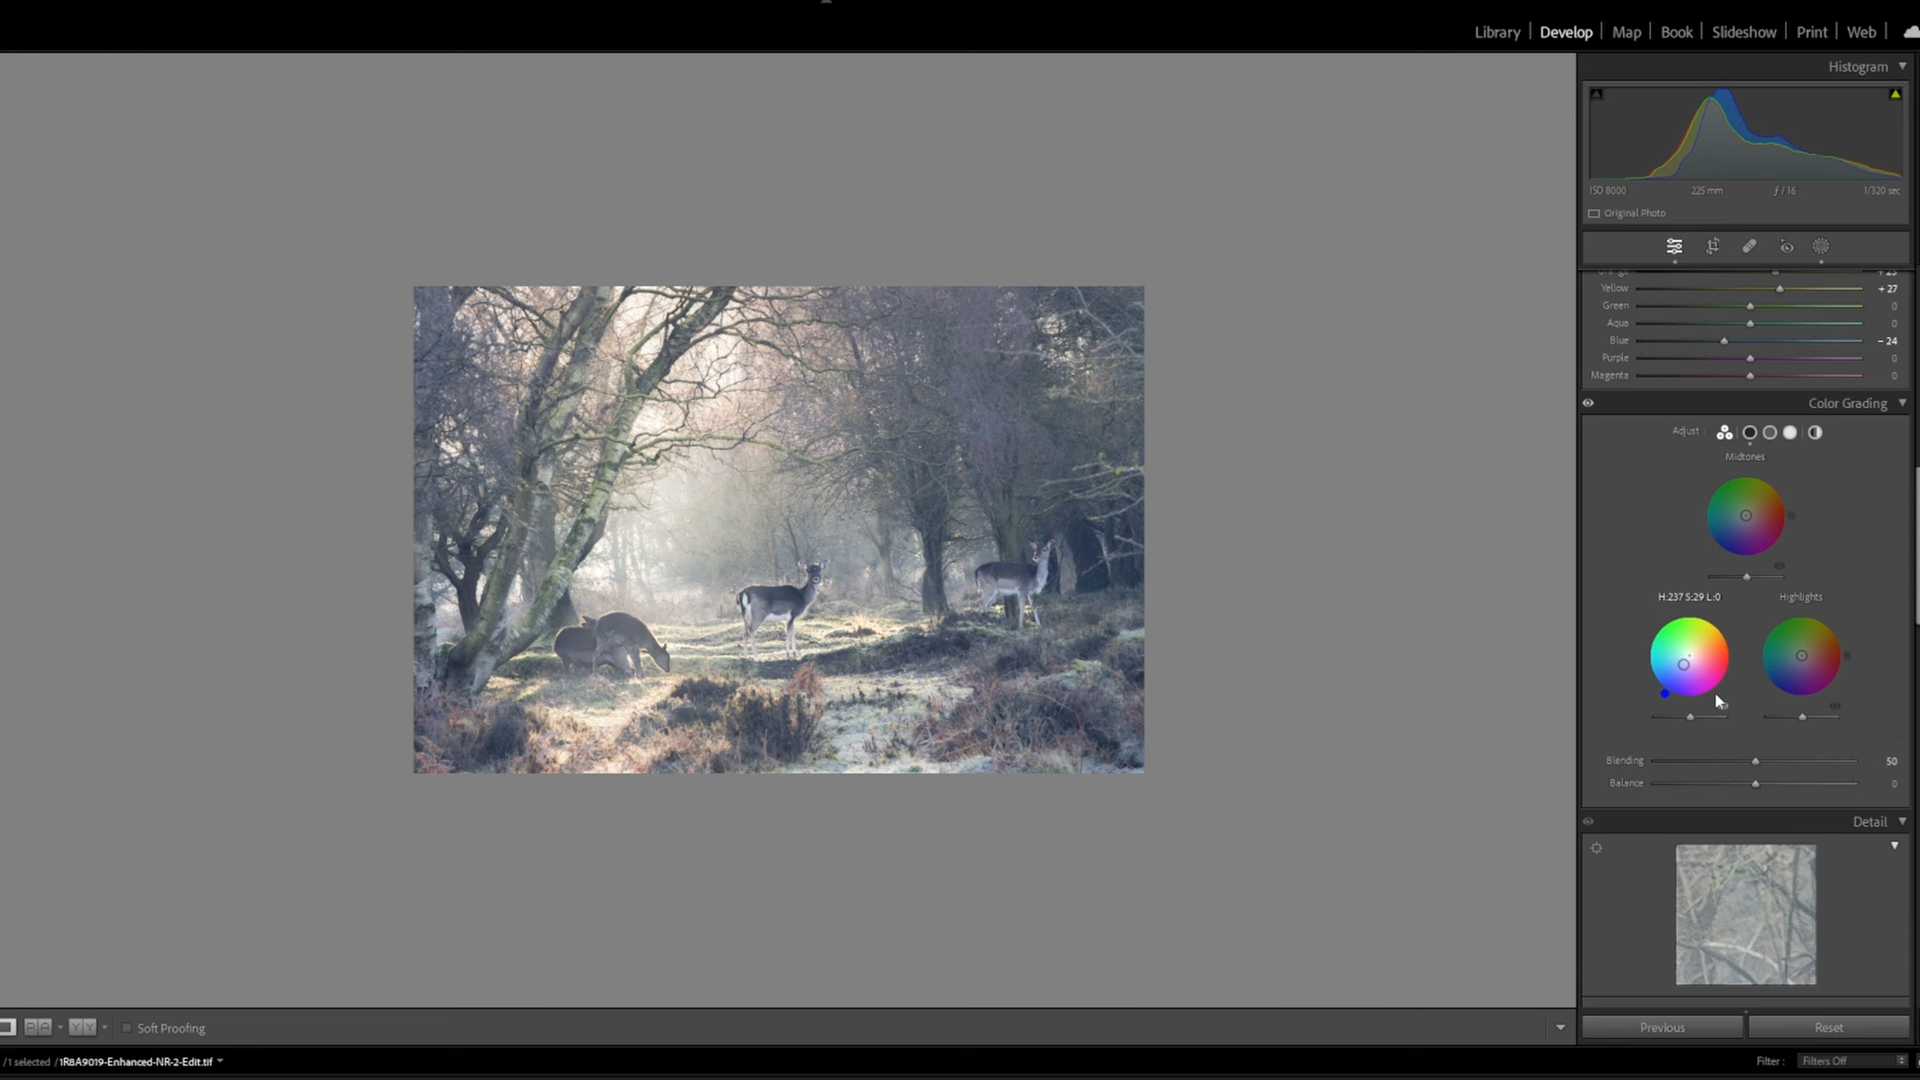 Library | Develop | Map | Book | Slideshow | Print | Web |
Histogram
ISO 8000 225 mm ƒ / 16 1/320 sec
Original Photo
Orange + 23
Yellow + 27
Green 0
Aqua 0
Blue – 24
Purple 0
Magenta 0
Color Grading
Adjust :
Midtones
H:237 S:29 L:0 Highlights
Blending 50
Balance 0
Detail
Previous Reset
Soft Proofing
/1 selected / 1R8A9019-Enhanced-NR-2-Edit.tif
Filter : Filters Off